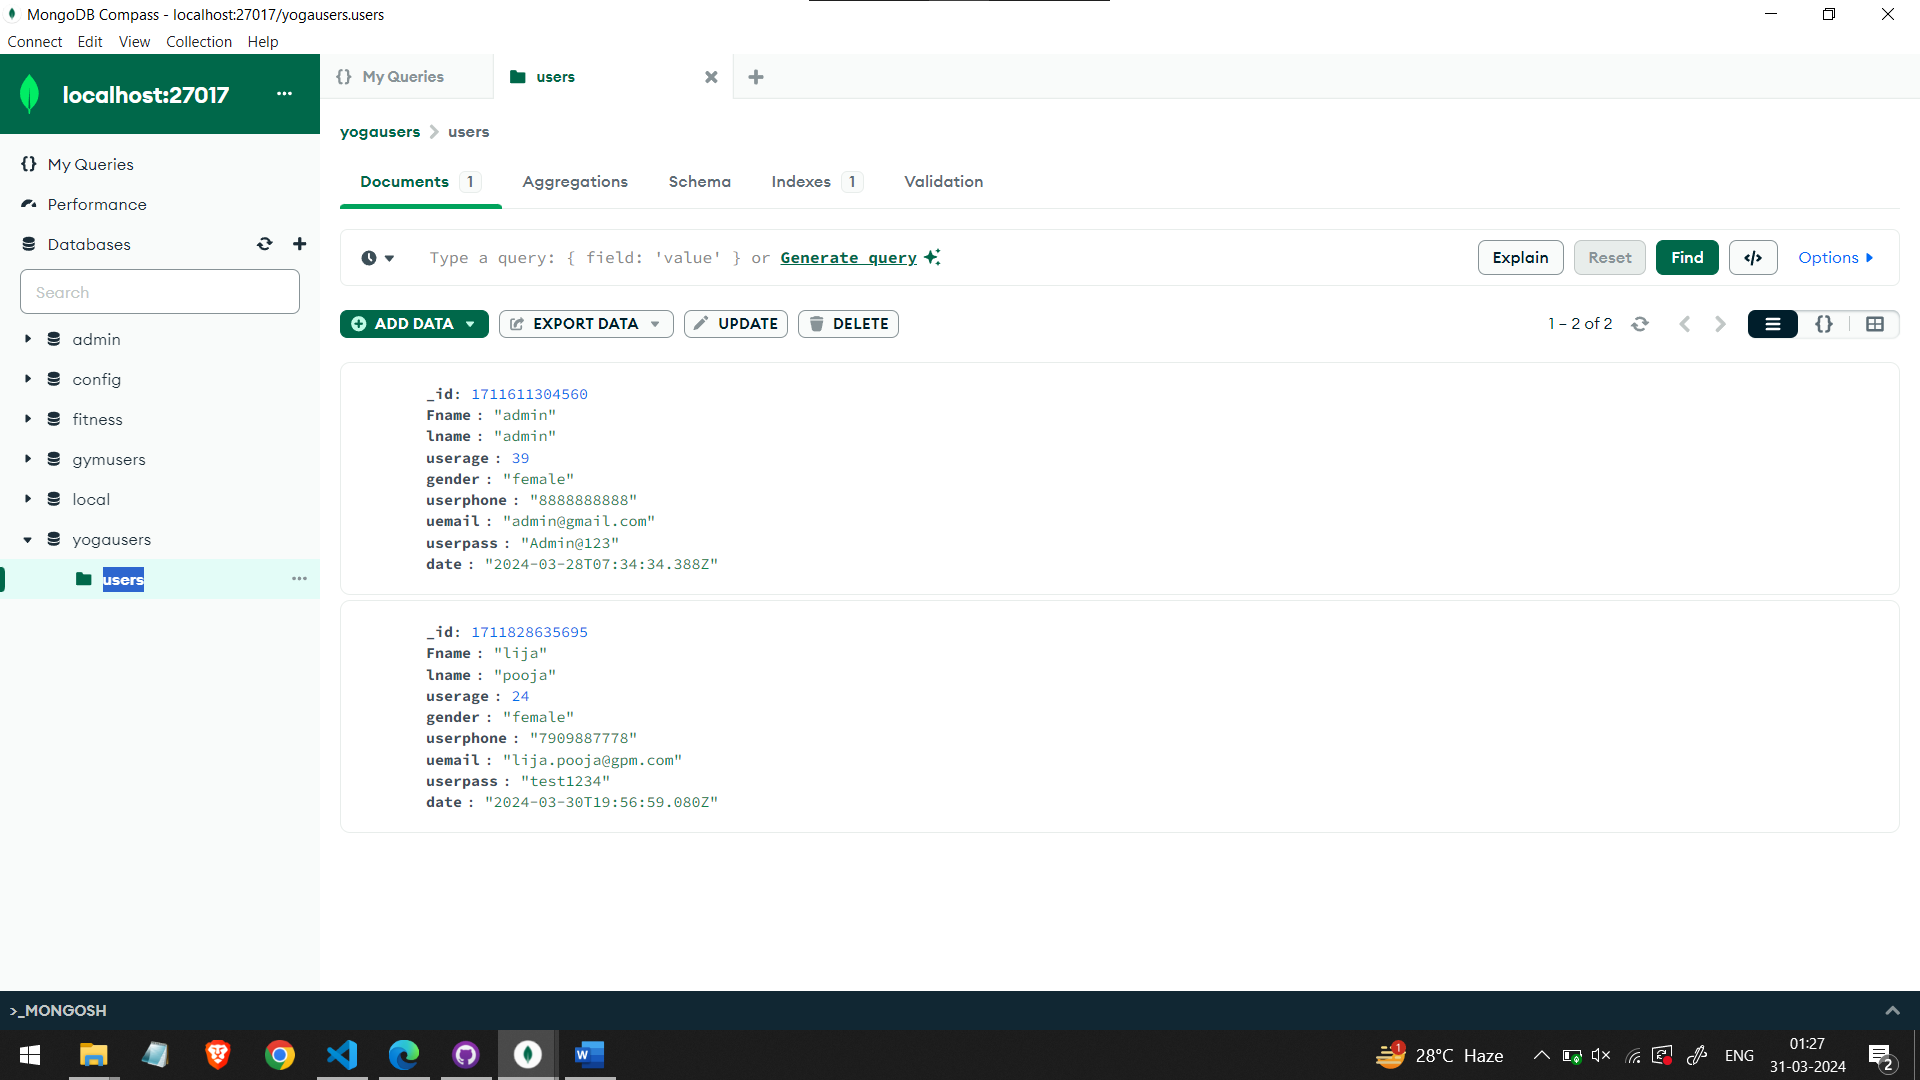 MongoDB Compass - localhost:27017/yogausers.users
Connect Edit View Collection Help
localhost:27017 ...
{} My Queries
users
yogausers > users
My Queries
Performance
Databases
Search
admin
config
fitness
gymusers
local
yogausers
users ...
Documents 1 Aggregations Schema Indexes 1 Validation
Type a query: { field: 'value' } or Generate query
Explain Reset Find </> Options
ADD DATA EXPORT DATA UPDATE DELETE
1 – 2 of 2 {}
_id: 1711611304560
Fname : "admin"
lname : "admin"
userage : 39
gender : "female"
userphone : "8888888888"
uemail : "admin@gmail.com"
userpass : "Admin@123"
date : "2024-03-28T07:34:34.388Z"
_id: 1711828635695
Fname : "lija"
lname : "pooja"
userage : 24
gender : "female"
userphone : "7909887778"
uemail : "lija.pooja@gpm.com"
userpass : "test1234"
date : "2024-03-30T19:56:59.080Z"
>_MONGOSH
W
1
28°C Haze
ENG
01:27
31-03-2024
2